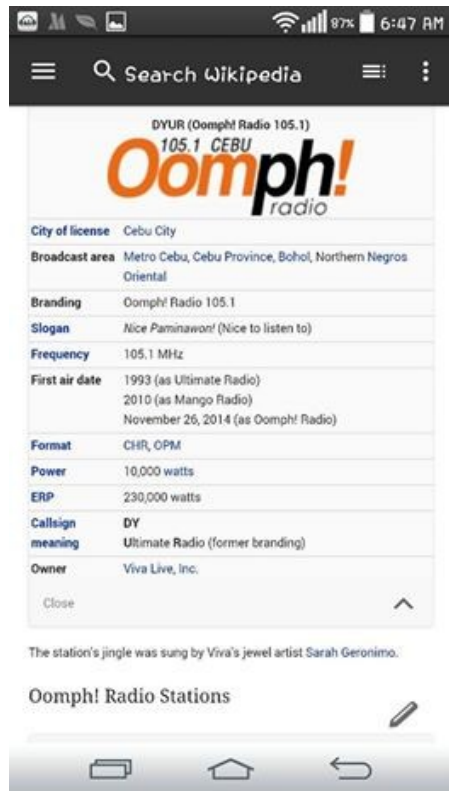 87% 6:47 AM
Search Wikipedia
DYUR (Oomph! Radio 105.1)
105.1 CEBU
Oomph!
radio
City of license Cebu City
Broadcast area Metro Cebu, Cebu Province, Bohol, Northern Negros
Oriental
Branding Oomph! Radio 105.1
Slogan Nice Paminawon! (Nice to listen to)
Frequency 105.1 MHz
First air date 1993 (as Ultimate Radio)
2010 (as Mango Radio)
November 26, 2014 (as Oomph! Radio)
Format CHR, OPM
Power 10,000 watts
ERP 230,000 watts
Callsign DY
meaning Ultimate Radio (former branding)
Owner Viva Live, Inc.
Close
The station's jingle was sung by Viva's jewel artist Sarah Geronimo.
Oomph! Radio Stations